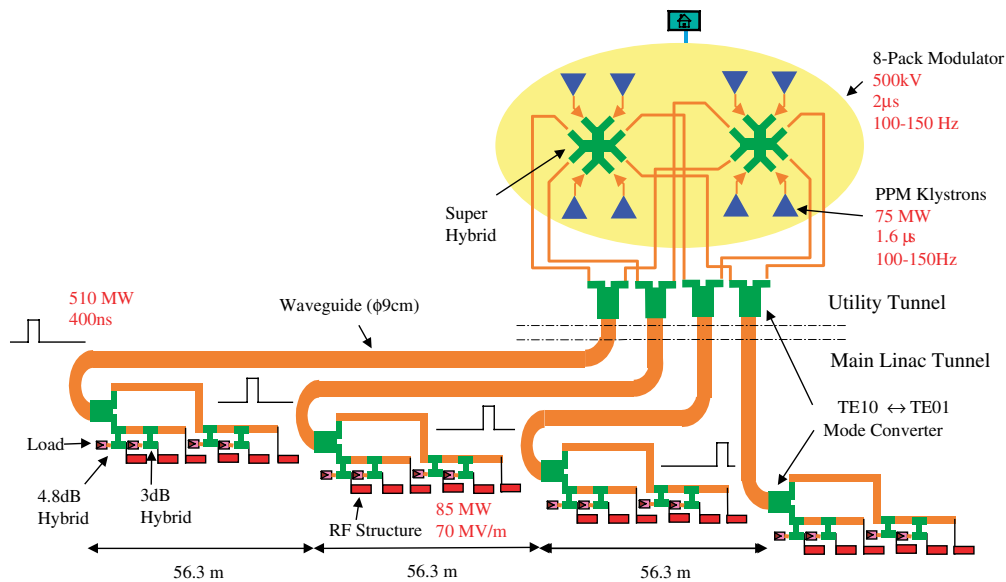 8-Pack Modulator
500kV
2μs
100-150 Hz
PPM Klystrons
75 MW
1.6 μs
100-150Hz
Super
Hybrid
510 MW
400ns
Waveguide (φ9cm)
Utility Tunnel
Main Linac Tunnel
TE10 ↔ TE01
Mode Converter
Load
4.8dB
Hybrid
3dB
Hybrid
RF Structure
85 MW
70 MV/m
56.3 m
56.3 m
56.3 m